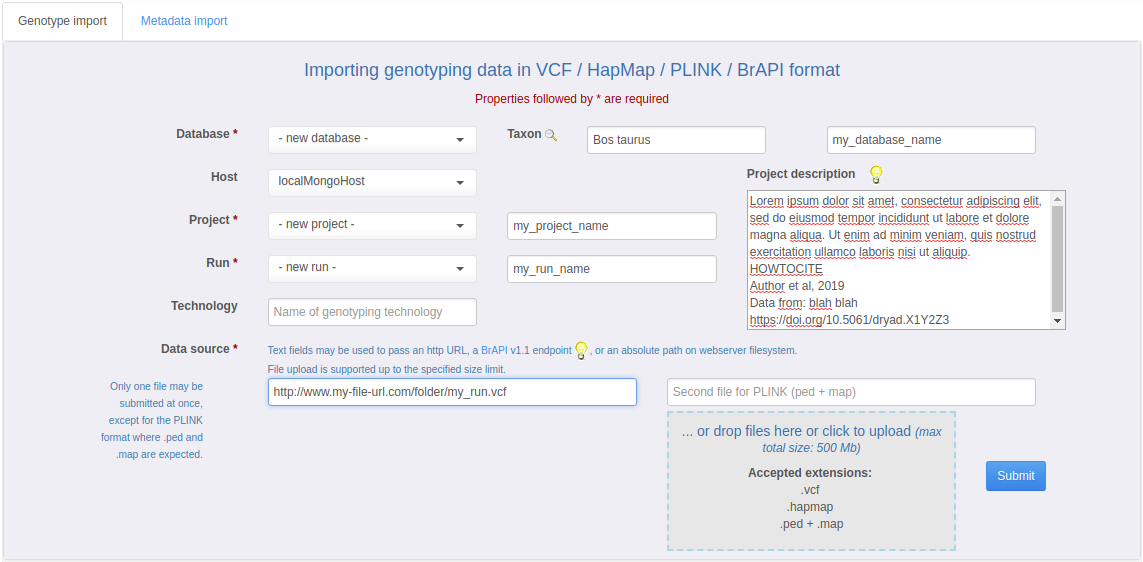 Genotype import
Metadata import
Importing genotyping data in VCF / HapMap / PLINK / BrAPI format
Properties followed by * are required
Database *
- new database -
Taxon
Bos taurus
my_database_name
Host
localMongoHost
Project description
Lorem ipsum dolor sit amet, consectetur adipiscing elit,
sed do eiusmod tempor incididunt ut labore et dolore
magna aliqua. Ut enim ad minim veniam, quis nostrud
exercitation ullamco laboris nisi ut aliquip.
HOWTOCITE
Author et al, 2019
Data from: blah blah
https://doi.org/10.5061/dryad.X1Y2Z3
Project *
- new project -
my_project_name
Run *
- new run -
my_run_name
Technology
Name of genotyping technology
Data source *
Text fields may be used to pass an http URL, a BrAPI v1.1 endpoint , or an absolute path on webserver filesystem.
File upload is supported up to the specified size limit.
Only one file may be
submitted at once,
except for the PLINK
format where .ped and
.map are expected.
http://www.my-file-url.com/folder/my_run.vcf
Second file for PLINK (ped + map)
... or drop files here or click to upload (max
total size: 500 Mb)
Accepted extensions:
.vcf
.hapmap
.ped + .map
Submit